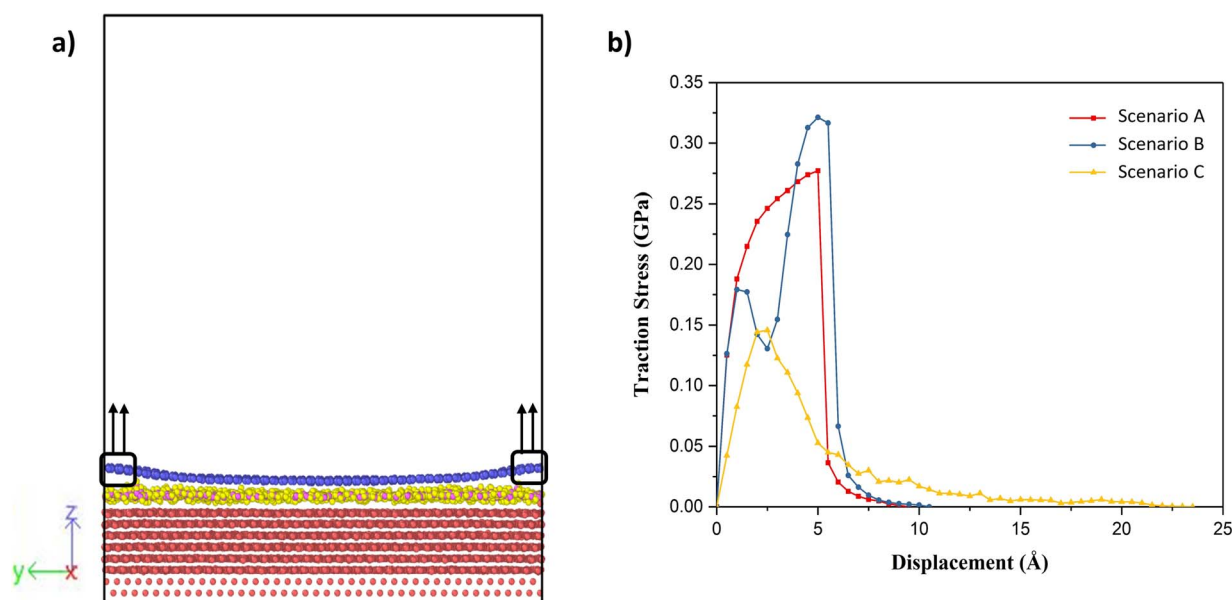 a)
z
y
x
b)
Traction Stress (GPa)
0.35
0.30
0.25
0.20
0.15
0.10
0.05
0.00
0
5
10
15
20
25
Displacement (Å)
Scenario A
Scenario B
Scenario C